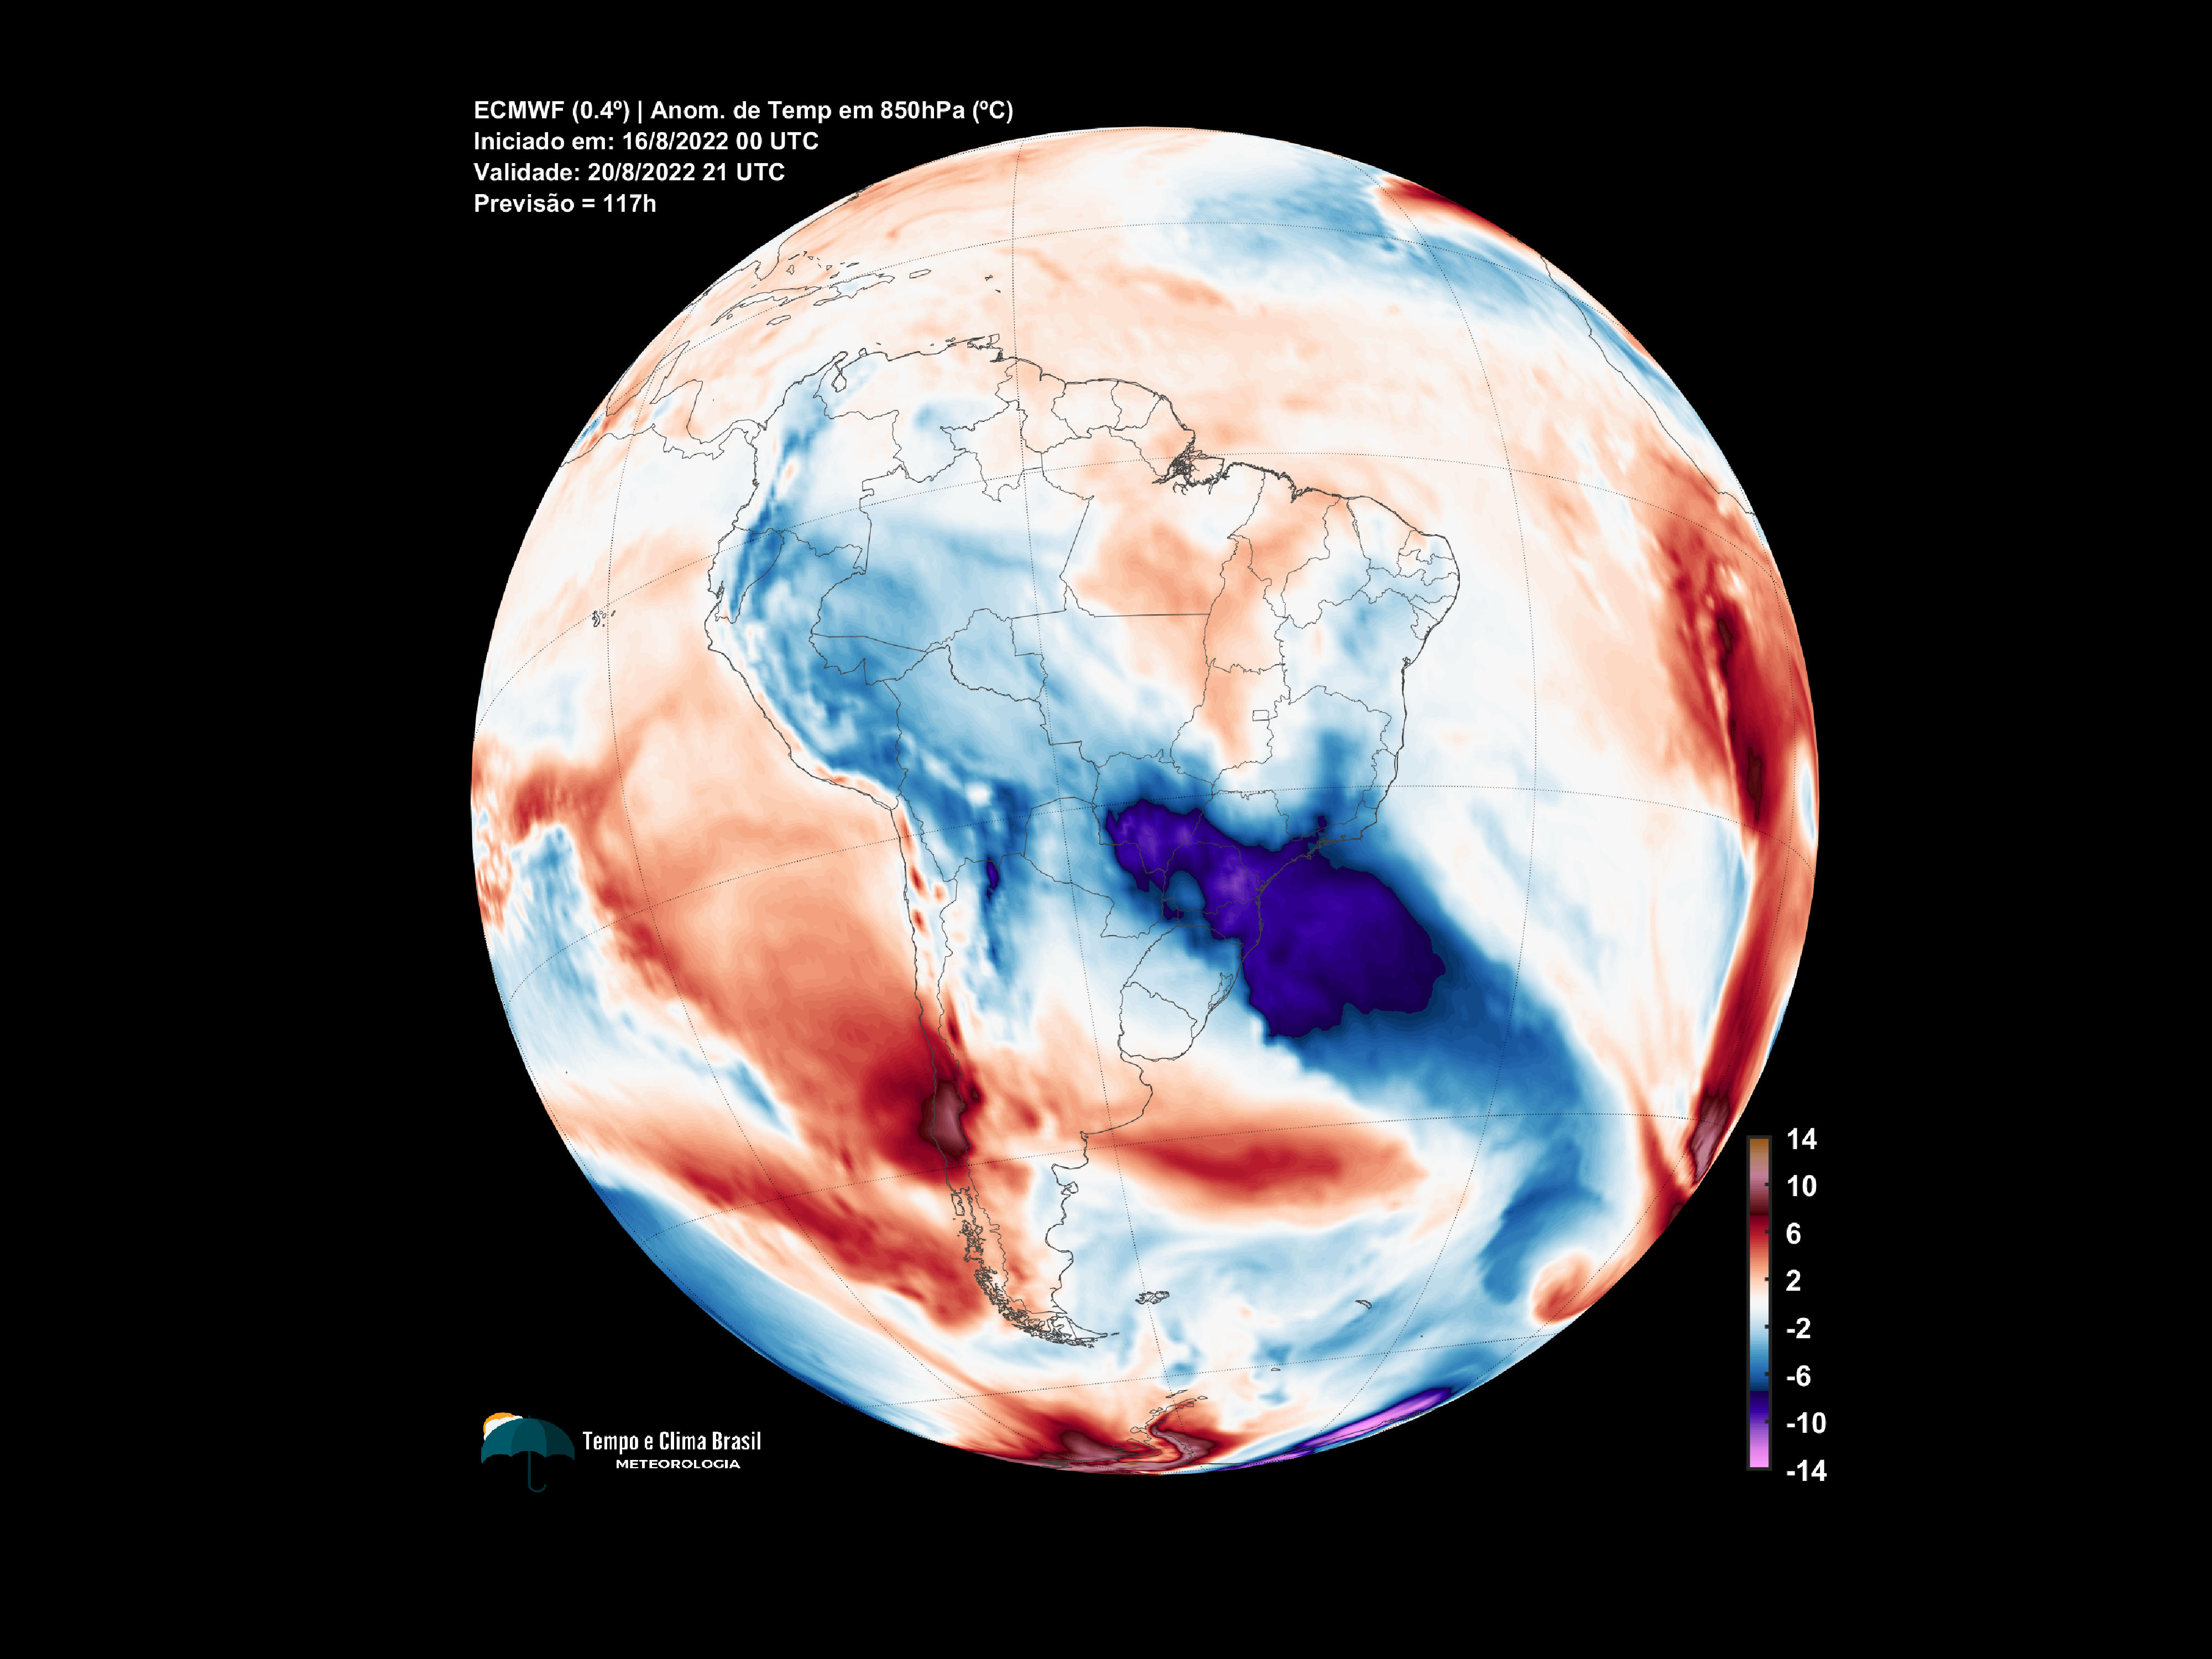 ECMWF (0.4º) | Anom. de Temp em 850hPa (ºC)
Iniciado em: 16/8/2022 00 UTC
Validade: 20/8/2022 21 UTC
Previsão = 117h
14
10
6
2
-2
-6
-10
-14
Tempo e Clima Brasil
METEOROLOGIA